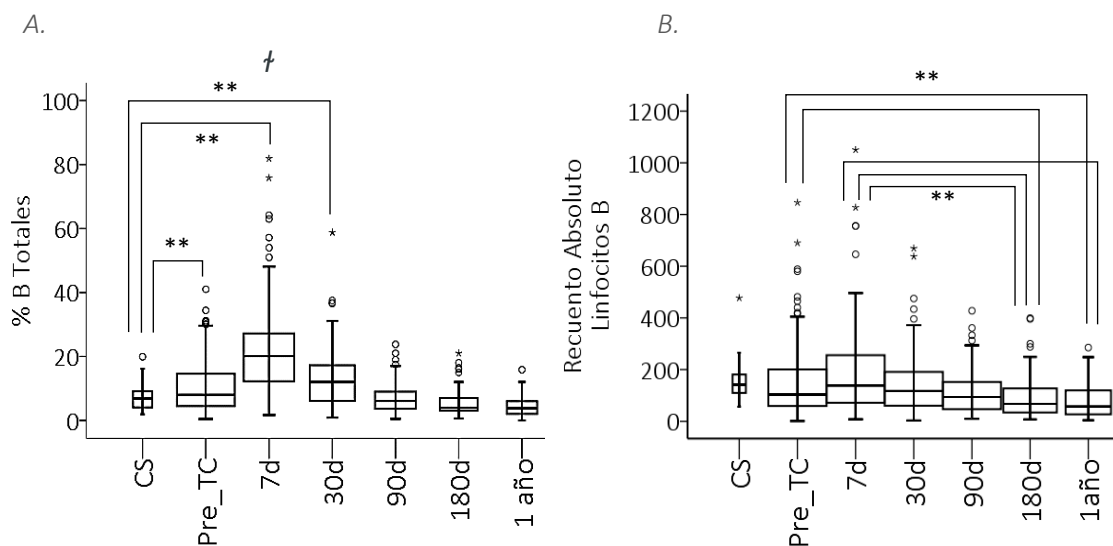 A.
B.
ƚ
**
**
**
**
**
% B Totales
100
80
60
40
20
0
CS
Pre_TC
7d
30d
90d
180d
1 año
Recuento Absoluto
Linfocitos B
1200
1000
800
600
400
200
0
CS
Pre_TC
7d
30d
90d
180d
1año